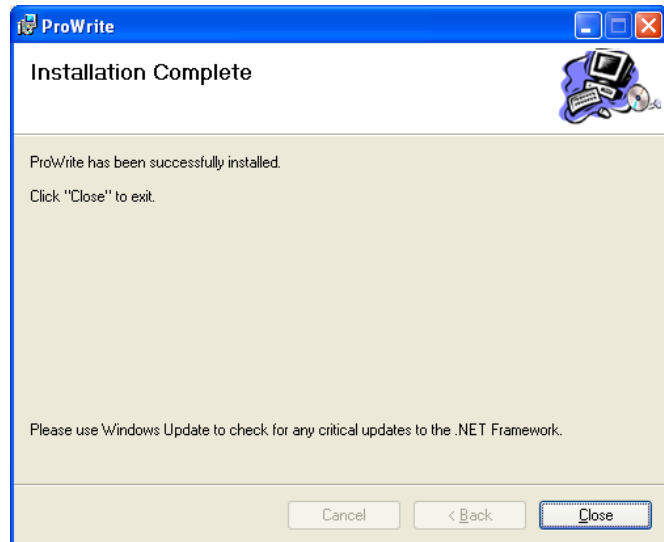 ProWrite
Installation Complete
ProWrite has been successfully installed.
Click "Close" to exit.
Please use Windows Update to check for any critical updates to the .NET Framework.
Cancel
< Back
Close